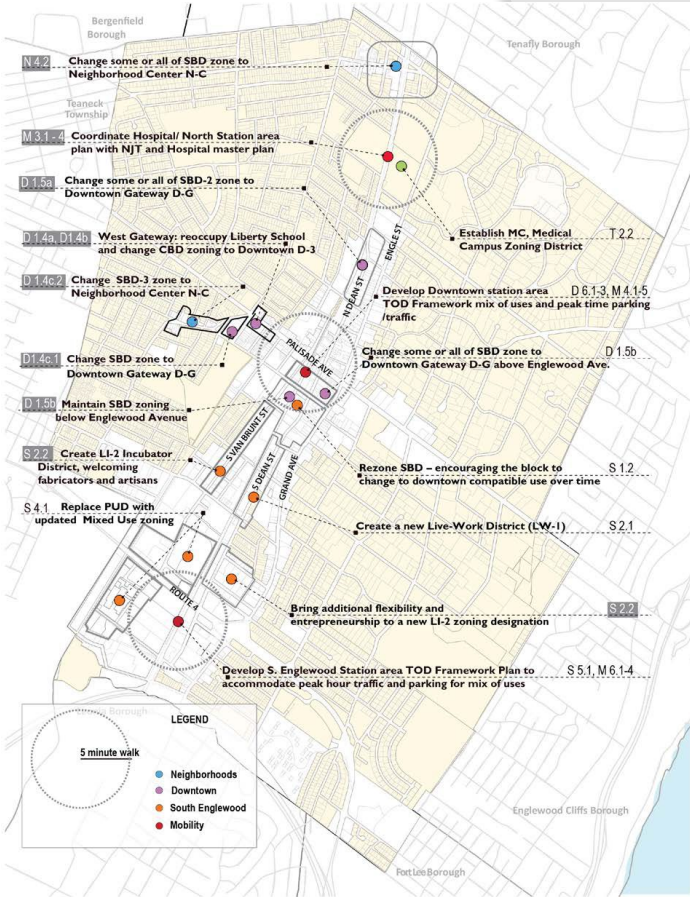 Bergenfield
Borough
Tenafly Borough
N 4.2 Change some or all of SBD zone to
Neighborhood Center N-C
Teaneck
Township
M 3.1 - 4 Coordinate Hospital/ North Station area
plan with NJT and Hospital master plan
D 1.5a Change some or all of SBD-2 zone to
Downtown Gateway D-G
D 1.4a, D1.4b West Gateway: reoccupy Liberty School
and change CBD zoning to Downtown D-3
Establish MC, Medical T 2.2
Campus Zoning District
ENGLE ST
N DEAN ST
D 1.4c.2 Change SBD-3 zone to
Neighborhood Center N-C
Develop Downtown station area D 6.1-3, M 4.1-5
TOD Framework mix of uses and peak time parking
/traffic
PALISADE AVE
D1.4c.1 Change SBD zone to
Downtown Gateway D-G
Change some or all of SBD zone to D 1.5b
Downtown Gateway D-G above Englewood Ave.
D 1.5b Maintain SBD zoning
below Englewood Avenue
S VAN BRUNT ST
S DEAN ST
GRAND AVE
S 2.2 Create LI-2 Incubator
District, welcoming
fabricators and artisans
Rezone SBD – encouraging the block to S 1.2
change to downtown compatible use over time
S 4.1 Replace PUD with
updated Mixed Use zoning
Create a new Live-Work District (LW-1) S 2.1
ROUTE 4
Bring additional flexibility and S 2.2
entrepreneurship to a new LI-2 zoning designation
Develop S. Englewood Station area TOD Framework Plan to S 5.1, M 6.1-4
accommodate peak hour traffic and parking for mix of uses
Borough
LEGEND
5 minute walk
Neighborhoods
Downtown
South Englewood
Mobility
Englewood Cliffs Borough
Fort Lee Borough